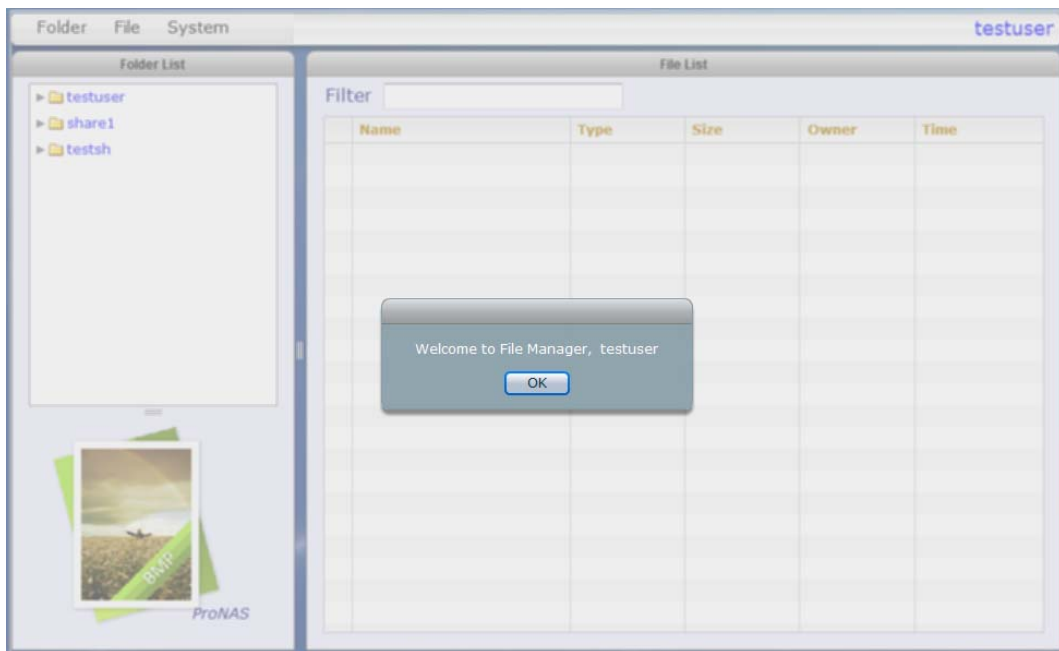 Folder File System testuser
Folder List
File List
testuser
share1
testsh
Filter
Name Type Size Owner Time
Welcome to File Manager, testuser
OK
BMP
ProNAS